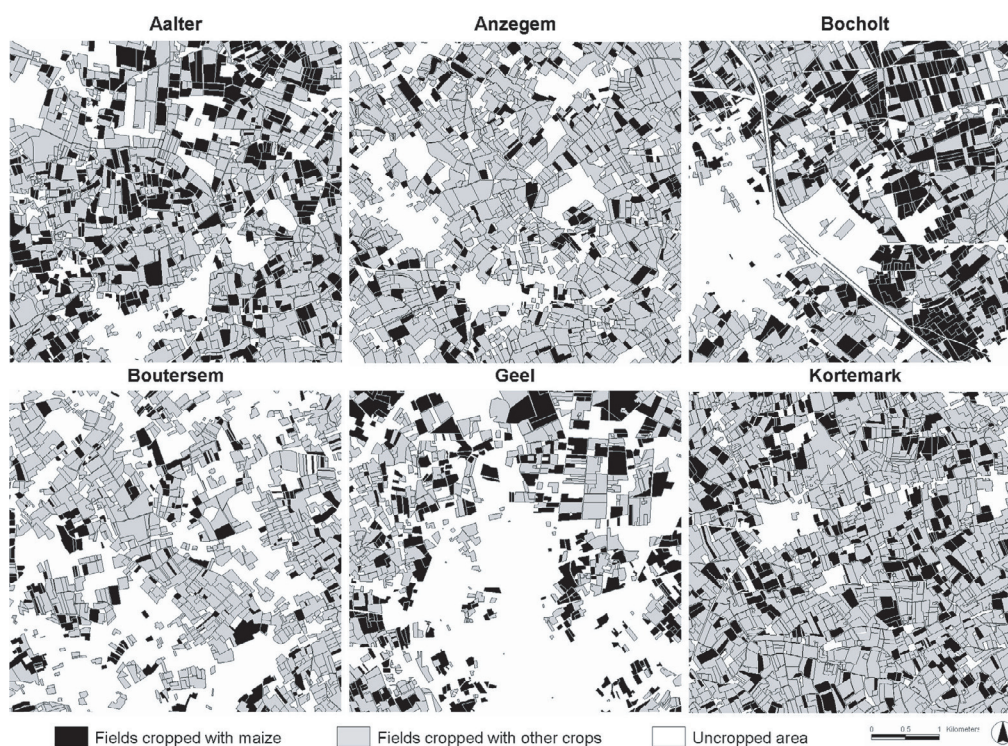 Aalter Anzegem Bocholt
Boutersem Geel Kortemark
Fields cropped with maize Fields cropped with other crops Uncropped area
0 0.5 1 Kilometers